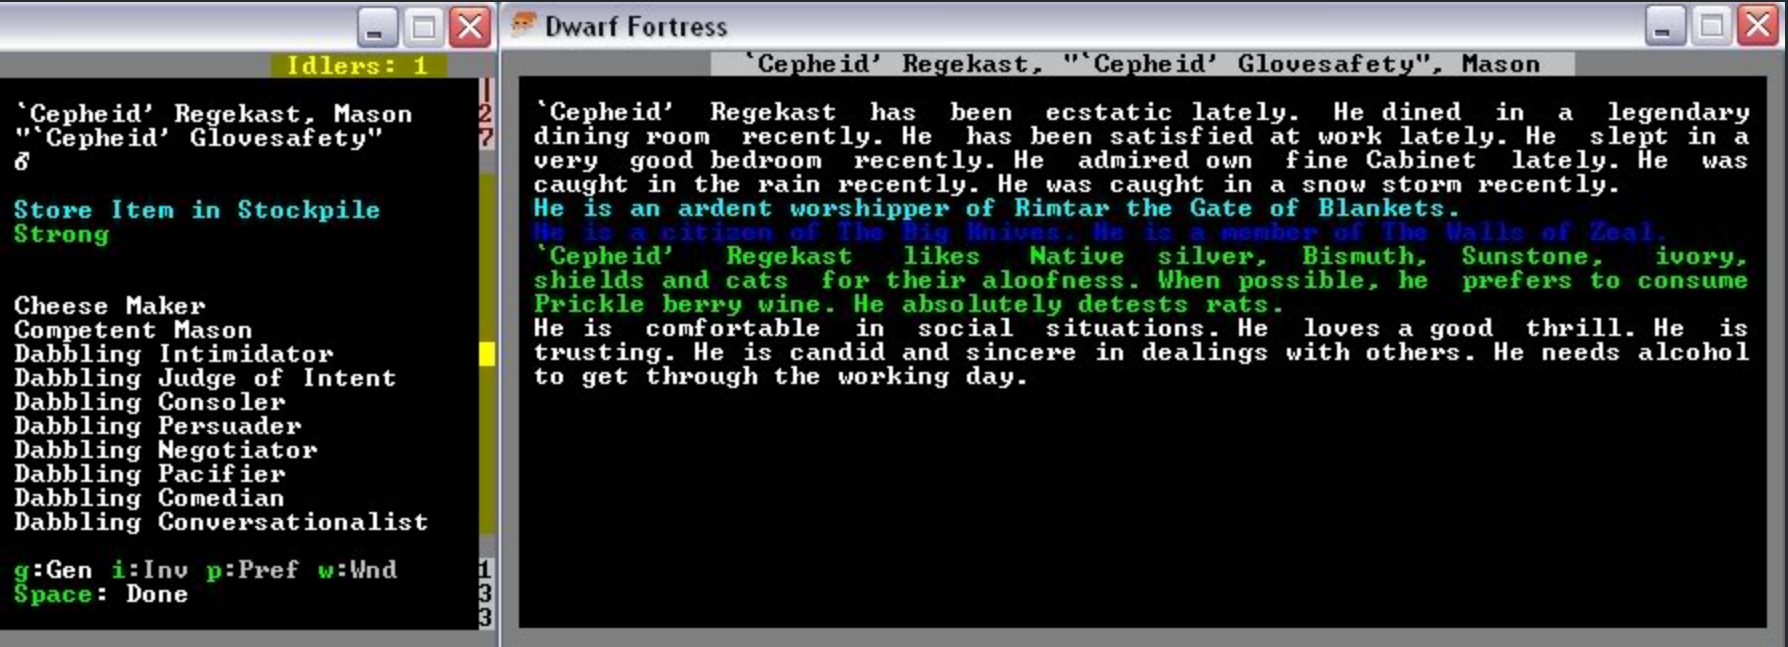 Idlers: 1
`Cepheid' Regekast, Mason
"`Cepheid' Glovesafety"
♂
Store Item in Stockpile
Strong
Cheese Maker
Competent Mason
Dabbling Intimidator
Dabbling Judge of Intent
Dabbling Consoler
Dabbling Persuader
Dabbling Negotiator
Dabbling Pacifier
Dabbling Comedian
Dabbling Conversationalist
g:Gen i:Inv p:Pref w:Wnd
Space: Done
2
7
1
3
3
Dwarf Fortress
`Cepheid' Regekast, "`Cepheid' Glovesafety", Mason
`Cepheid' Regekast has been ecstatic lately. He dined in a legendary
dining room recently. He has been satisfied at work lately. He slept in a
very good bedroom recently. He admired own fine Cabinet lately. He was
caught in the rain recently. He was caught in a snow storm recently.
He is an ardent worshipper of Rimtar the Gate of Blankets.
He is a citizen of The Big Knives. He is a member of The Walls of Zeal.
`Cepheid' Regekast likes Native silver, Bismuth, Sunstone, ivory,
shields and cats for their aloofness. When possible, he prefers to consume
Prickle berry wine. He absolutely detests rats.
He is comfortable in social situations. He loves a good thrill. He is
trusting. He is candid and sincere in dealings with others. He needs alcohol
to get through the working day.